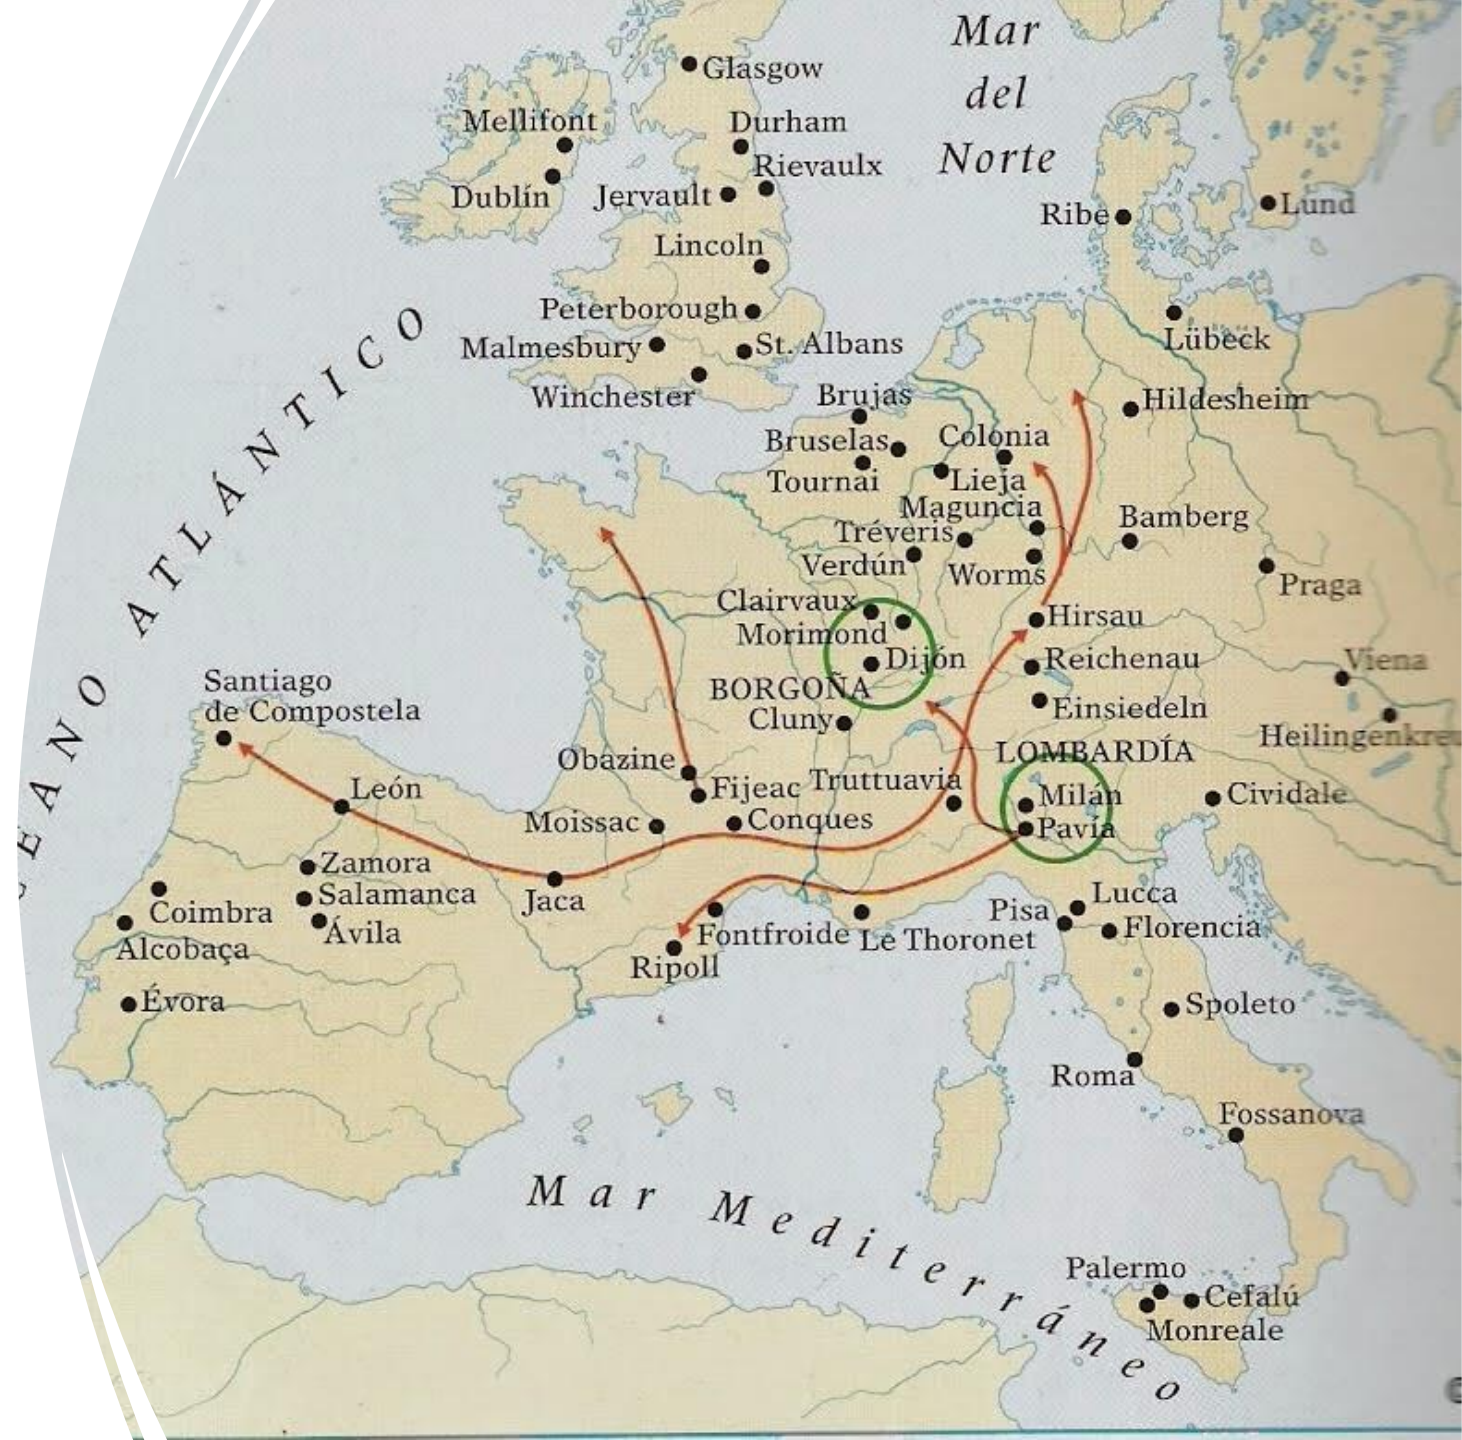 Mar
del
Norte
Glasgow
Mellifont
Durham
Rievaulx
Dublín
Jervault
Lund
Ribe
Lincoln
Peterborough
Malmesbury
St. Albans
Winchester
Lübeck
OCÉANO ATLÁNTICO
Brujas
Hildesheim
Bruselas
Colonia
Tournai
Lieja
Maguncia
Tréveris
Bamberg
Verdún
Worms
Praga
Clairvaux
Morimond
Hirsau
Dijón
Reichenau
Viena
BORGOÑA
Cluny
Einsiedeln
Santiago
de Compostela
LOMBARDÍA
Obazine
Fijeac
Truttuavia
Milán
Cividale
León
Moissac
Conques
Pavía
Zamora
Salamanca
Ávila
Jaca
Coimbra
Alcobaça
Évora
Lucca
Pisa
Florencia
Fontfroide
Le Thoronet
Ripoll
Spoleto
Roma
Fossanova
Mar Mediterráneo
Palermo
Cefalú
Monreale